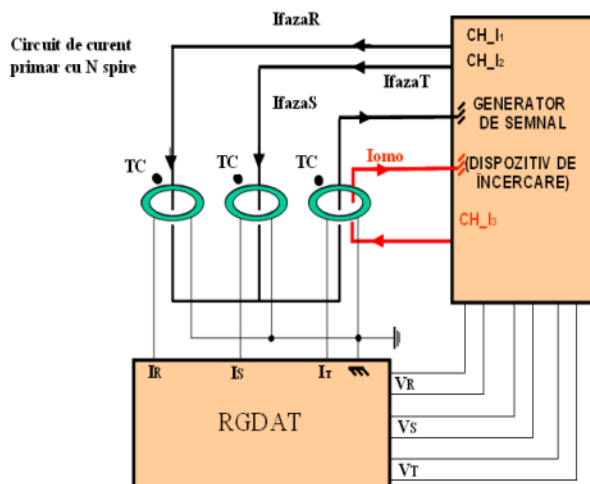 IfazaR
Circuit de curent
primar cu N spire
CH_I1
CH_I2
IfazaT
IfazaS
GENERATOR
DE SEMNAL
TC
TC
TC
Iomo
(DISPOZITIV DE
ÎNCERCARE)
CH_I3
IR
IS
IT
VR
RGDAT
VS
VT